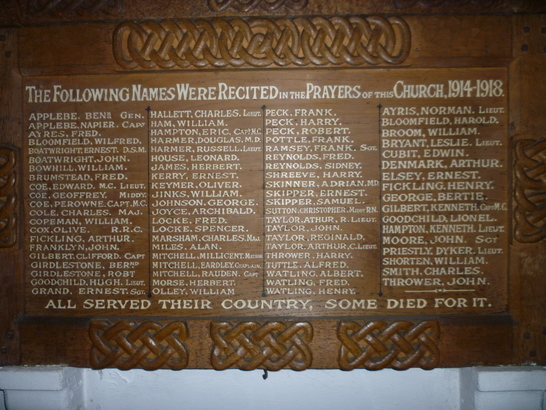 THE FOLLOWING NAMES WERE RECITED IN THE PRAYERS OF THIS CHURCH, 1914-1918.
APPLEBE, BENJN GEN.
APPLEBE, NAPIER. CAPT
AYRES, FRED.
BLOOMFIELD, WILFRED.
BOATWRIGHT, ERNEST. D.S.M.
BOATWRIGHT, JOHN.
BOWHILL, WILLIAM.
BRUNSTEAD, FRED.
COE, EDWARD, M.C. LIEUT.
COE, GEOFFREY. MIDDY.
COE, PEROWNE. CAPT. M.C.
COLE, CHARLES. MAJ.
COPEMAN, WILLIAM.
COX, OLIVE. R.R.C.
FICKLING, ARTHUR.
FRANKLYN, JOHN.
GILBERT, CLIFFORD. CAPT
GIRDLESTONE, BERTD
GIRDLESTONE, ROBT
GOODCHILD, HUGH. LIEUT
GRAND, ERNEST. SGT.
HALLETT, CHARLES. LIEUT
HAM, WILLIAM.
HAMPTON, ERIC. CAPT. M.C.
HARMER, DOUGLAS, M.D.
HARMER, RUSSELL. LIEUT
HOUSE, LEONARD.
JAMES, HERBERT.
KERRY, ERNEST.
KEYMER, OLIVER.
LINKS, WILLIAM.
JOHNSON, GEORGE.
JOYCE, ARCHIBALD.
LOCKE, FRED.
LOCKE, SPENCER.
MARSHAM, CHARLES. MAJ.
MILES, ALAN.
MITCHELL, MILLICENT.
MITCHELL, HARDLEY.
MITCHELL, RAUDEN. CAPT
MORSE, HERBERT.
OLLEY, WILLIAM
PECK, FRANK.
PECK, HARRY.
PECK, ROBERT.
POTTLE, FRANK.
RAMSEY, FRANK. SUB
REYNOLDS, FRED.
REYNOLDS, SIDNEY.
SHREEVE, HARRY.
SKINNER, ADRIAN. MD
SKIPPER, ERNEST.
SKIPPER, SAMUEL.
SUTTON, CHRISTOPHER. MIDDY R.N.
TAYLOR, ARTHUR, R. LIEUT
TAYLOR, JOHN.
TAYLOR, REGINALD.
TAYLOR, ARTHUR, C. LIEUT
THROWER, HARRY.
TUTTLE, ALFRED.
WATLING, ALBERT.
WATLING, FRED.
WATLING, HENRY.
AYRIS, NORMAN. LIEUT.
BLOOMFIELD, HAROLD.
BROOM, WILLIAM.
BRYANT, LESLIE. LIEUT.
CUBIT, EDWIN.
DENMARK, ARTHUR.
ELSEY, ERNEST.
FICKLING, HENRY.
GEORGE, BERTIE.
GILBERT, KENNETH. CAPT M.C.
GOODCHILD, LIONEL.
HAMPTON, KENNETH. LIEUT.
MOORE, JOHN. SGT
PRIESTLY, DYKER. LIEUT.
SHORTEN, WILLIAM.
SMITH, CHARLES.
THROWER, JOHN.
ALL SERVED THEIR COUNTRY, SOME DIED FOR IT.